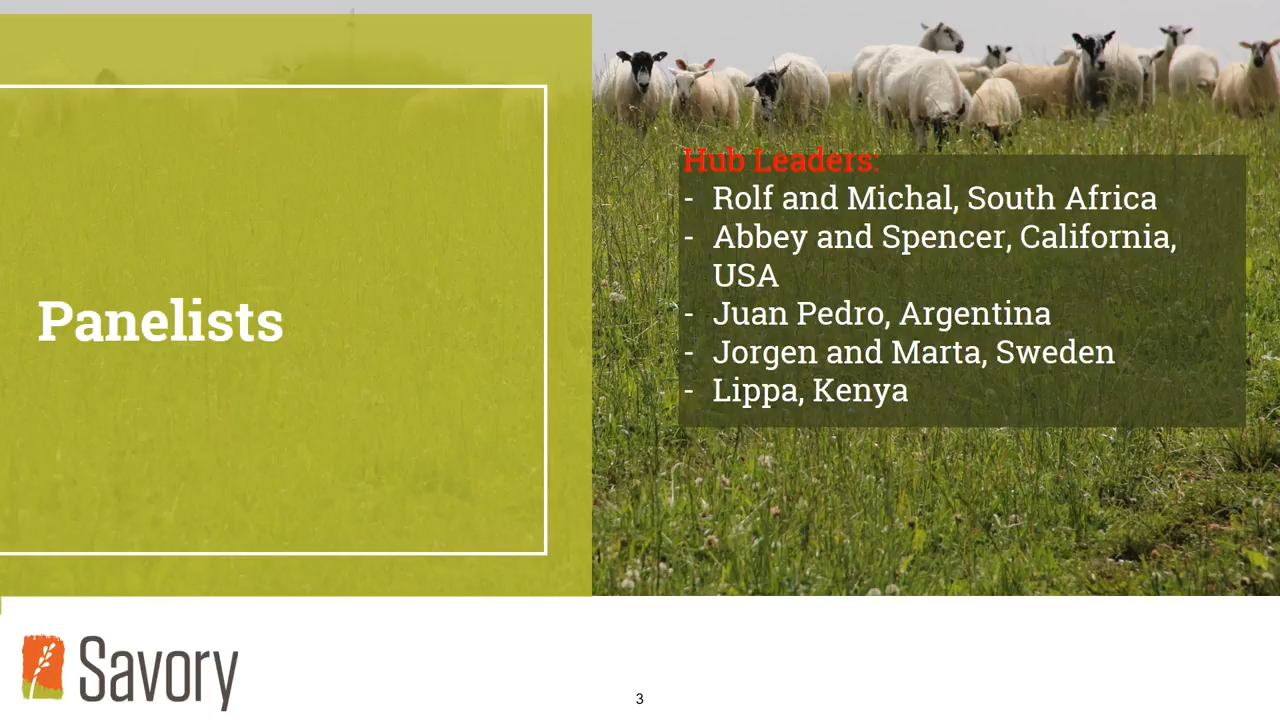 Panelists
Hub Leaders:
- Rolf and Michal, South Africa
- Abbey and Spencer, California,
USA
- Juan Pedro, Argentina
- Jorgen and Marta, Sweden
- Lippa, Kenya
Savory
3